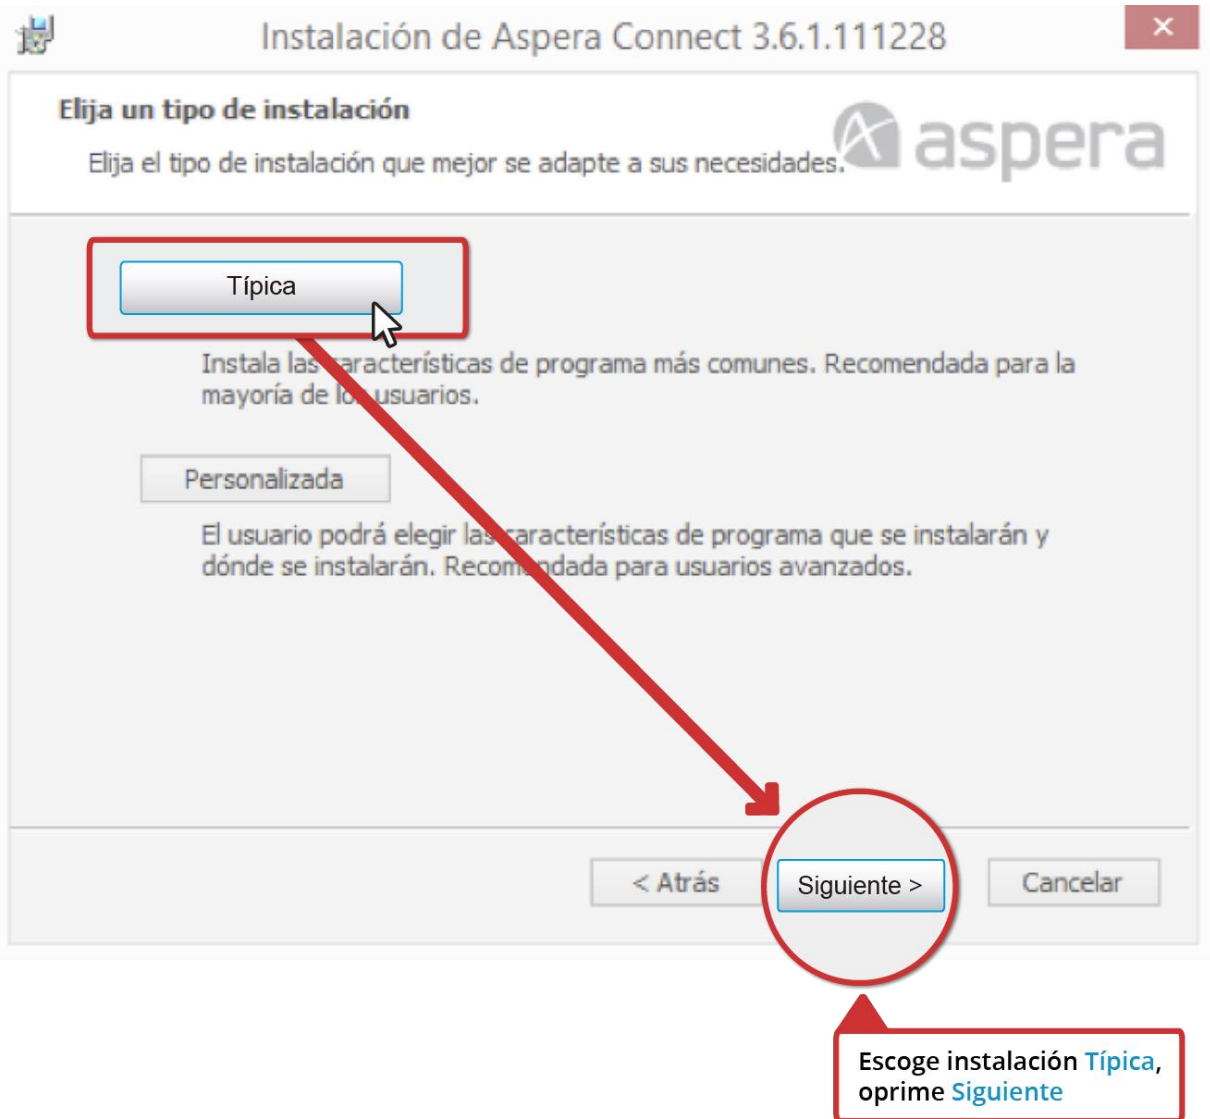 Instalación de Aspera Connect 3.6.1.111228
Elija un tipo de instalación
Elija el tipo de instalación que mejor se adapte a sus necesidades.
aspera
Típica
Instala las características de programa más comunes. Recomendada para la
mayoría de los usuarios.
Personalizada
El usuario podrá elegir las características de programa que se instalarán y
dónde se instalarán. Recomendada para usuarios avanzados.
< Atrás
Siguiente >
Cancelar
Escoge instalación Típica,
oprime Siguiente